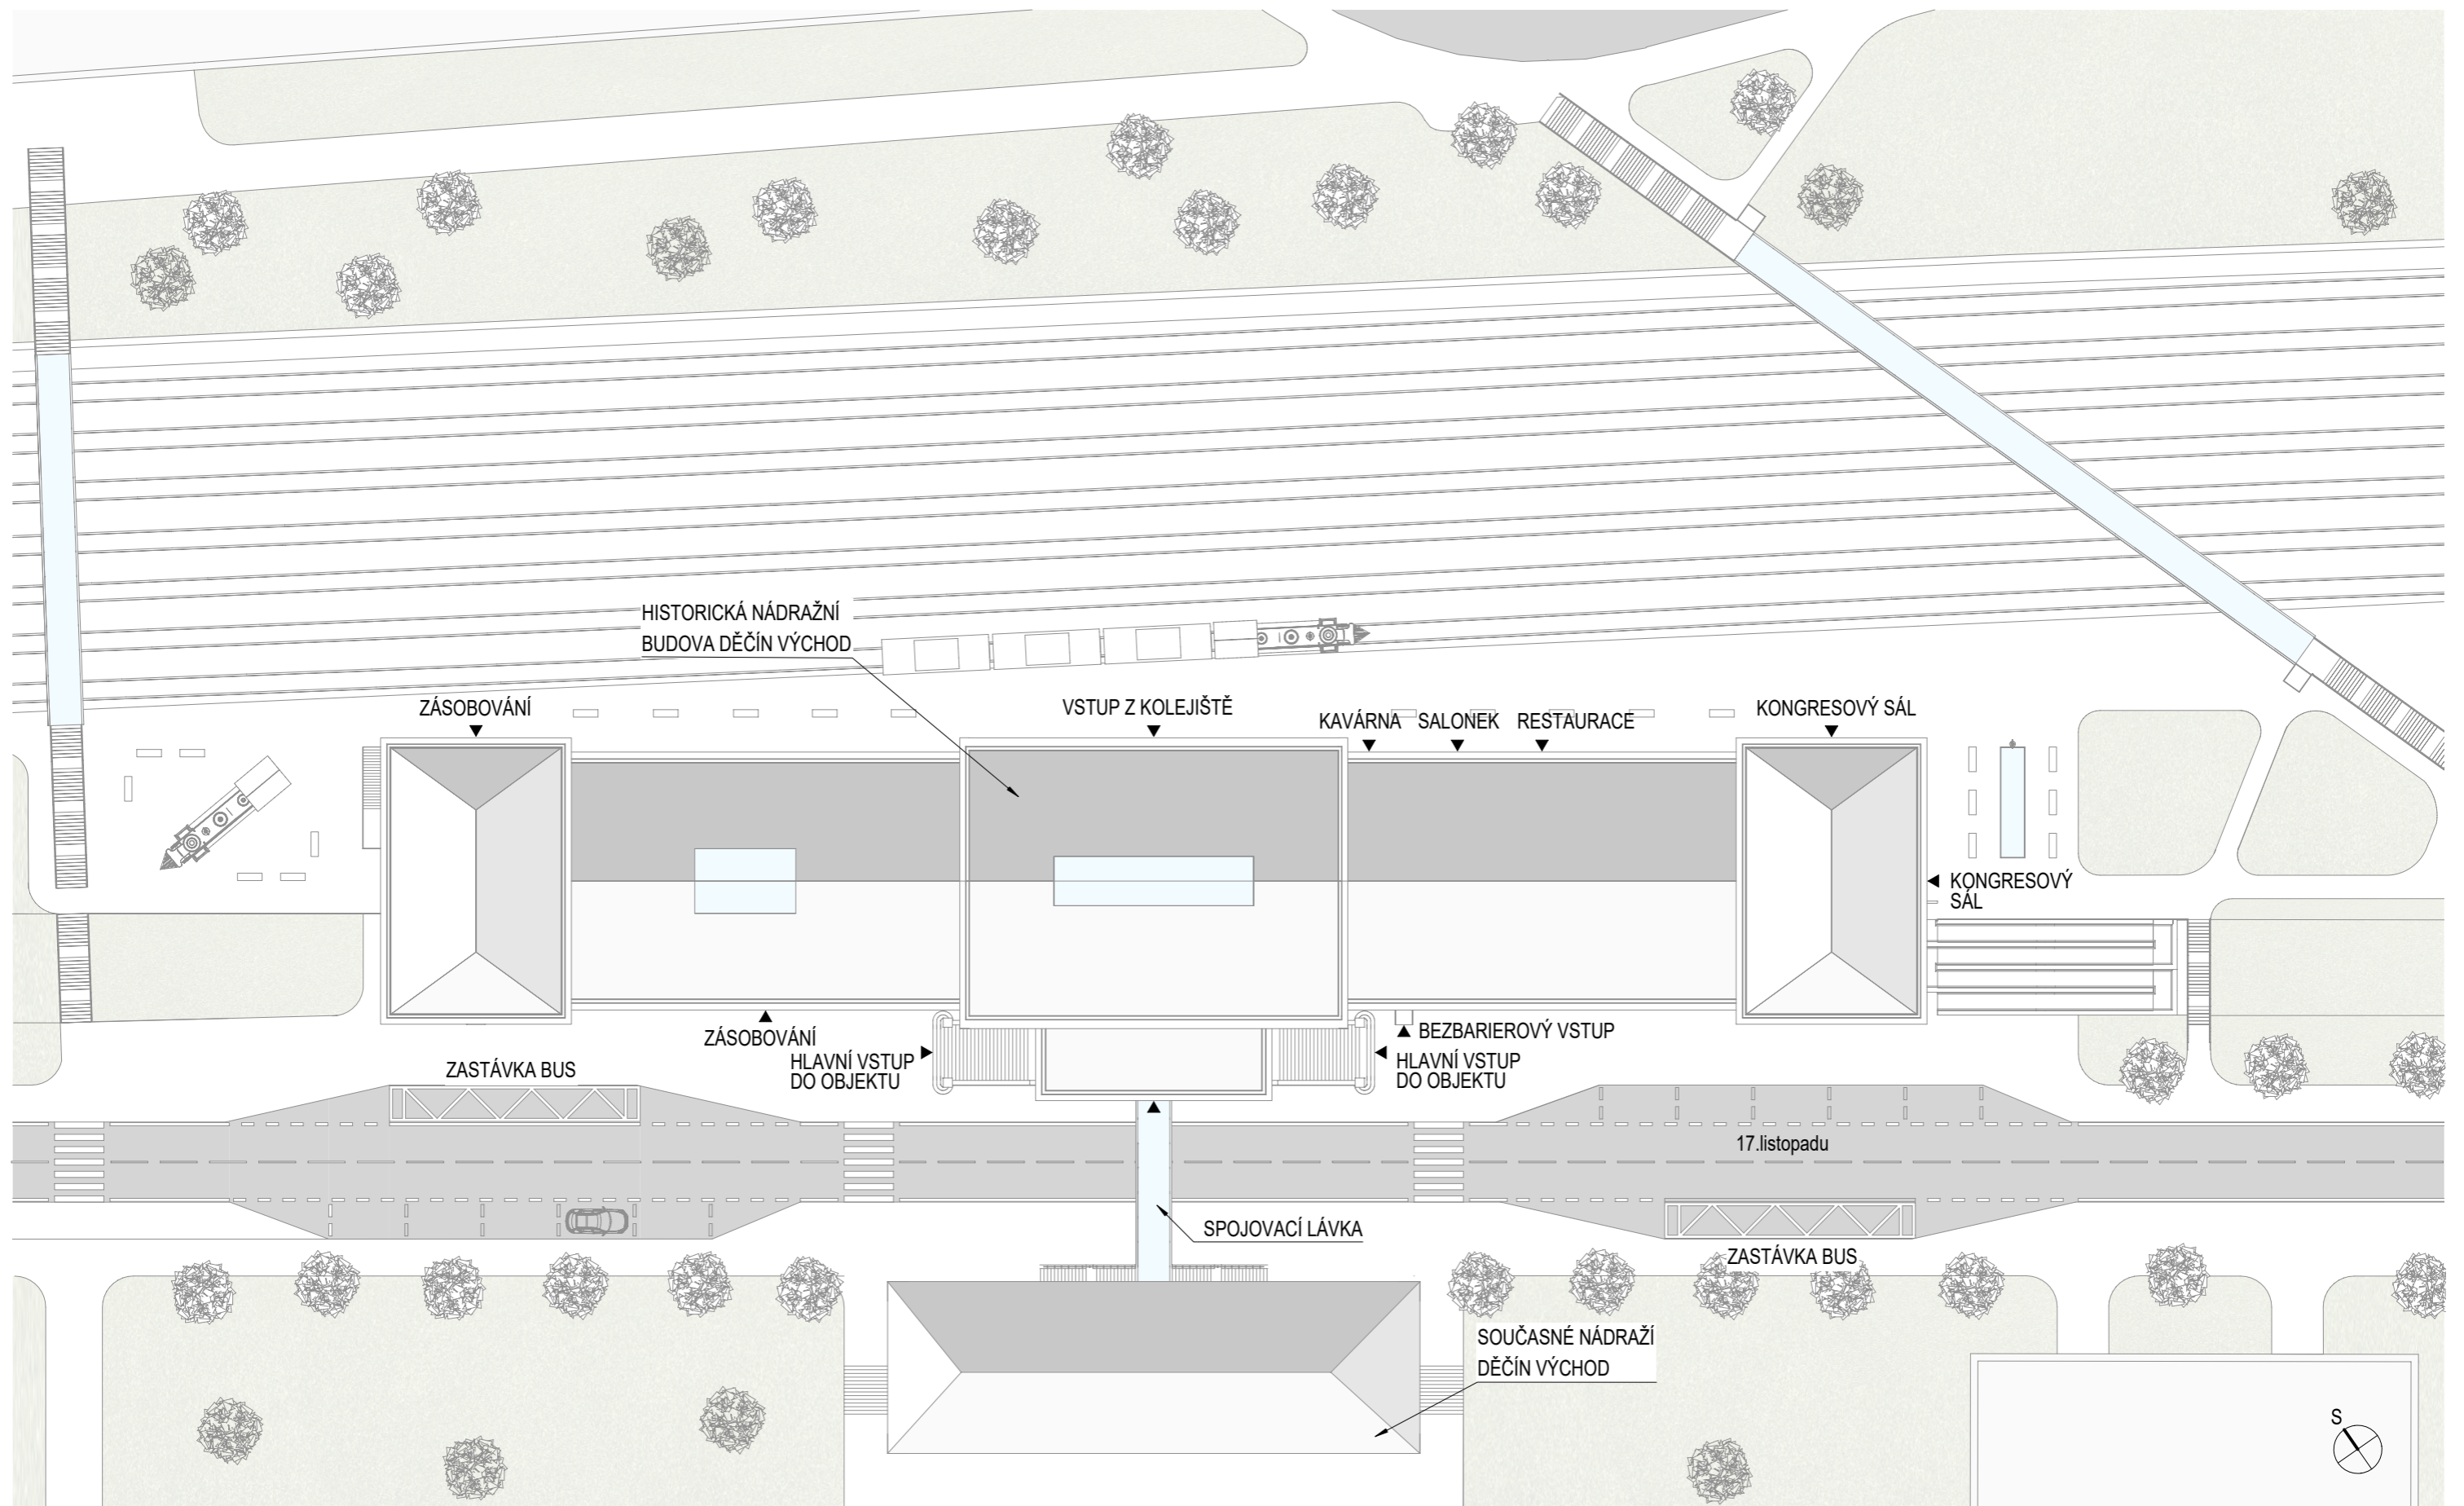 HISTORICKÁ NÁDRAŽNÍ
BUDOVA DĚČÍN VÝCHOD
ZÁSOBOVÁNÍ
VSTUP Z KOLEJIŠTĚ
KAVÁRNA
SALONEK
RESTAURACE
KONGRESOVÝ SÁL
KONGRESOVÝ
SÁL
ZÁSOBOVÁNÍ
HLAVNÍ VSTUP
DO OBJEKTU
BEZBARIEROVÝ VSTUP
HLAVNÍ VSTUP
DO OBJEKTU
ZASTÁVKA BUS
17.listopadu
SPOJOVACÍ LÁVKA
ZASTÁVKA BUS
SOUČASNÉ NÁDRAŽÍ
DĚČÍN VÝCHOD
S